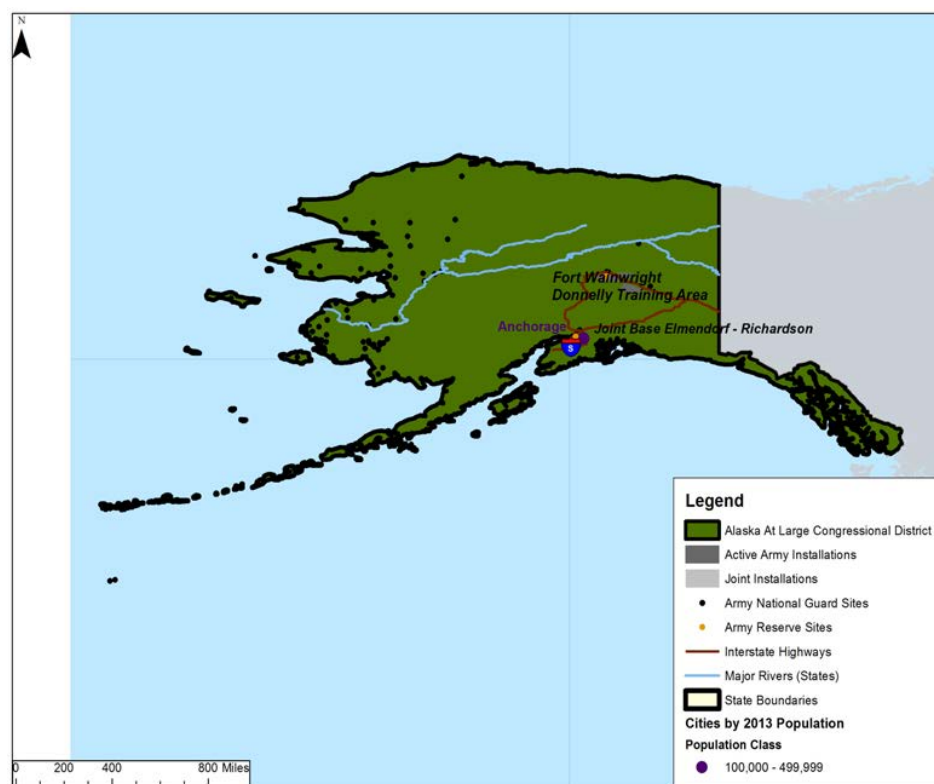 N
Fort Wainwright
Donnelly Training Area
Anchorage
Joint Base Elmendorf - Richardson
S
Legend
Alaska At Large Congressional District
Active Army Installations
Joint Installations
Army National Guard Sites
Army Reserve Sites
Interstate Highways
Major Rivers (States)
State Boundaries
Cities by 2013 Population
Population Class
100,000 - 499,999
0 200 400 800 Miles